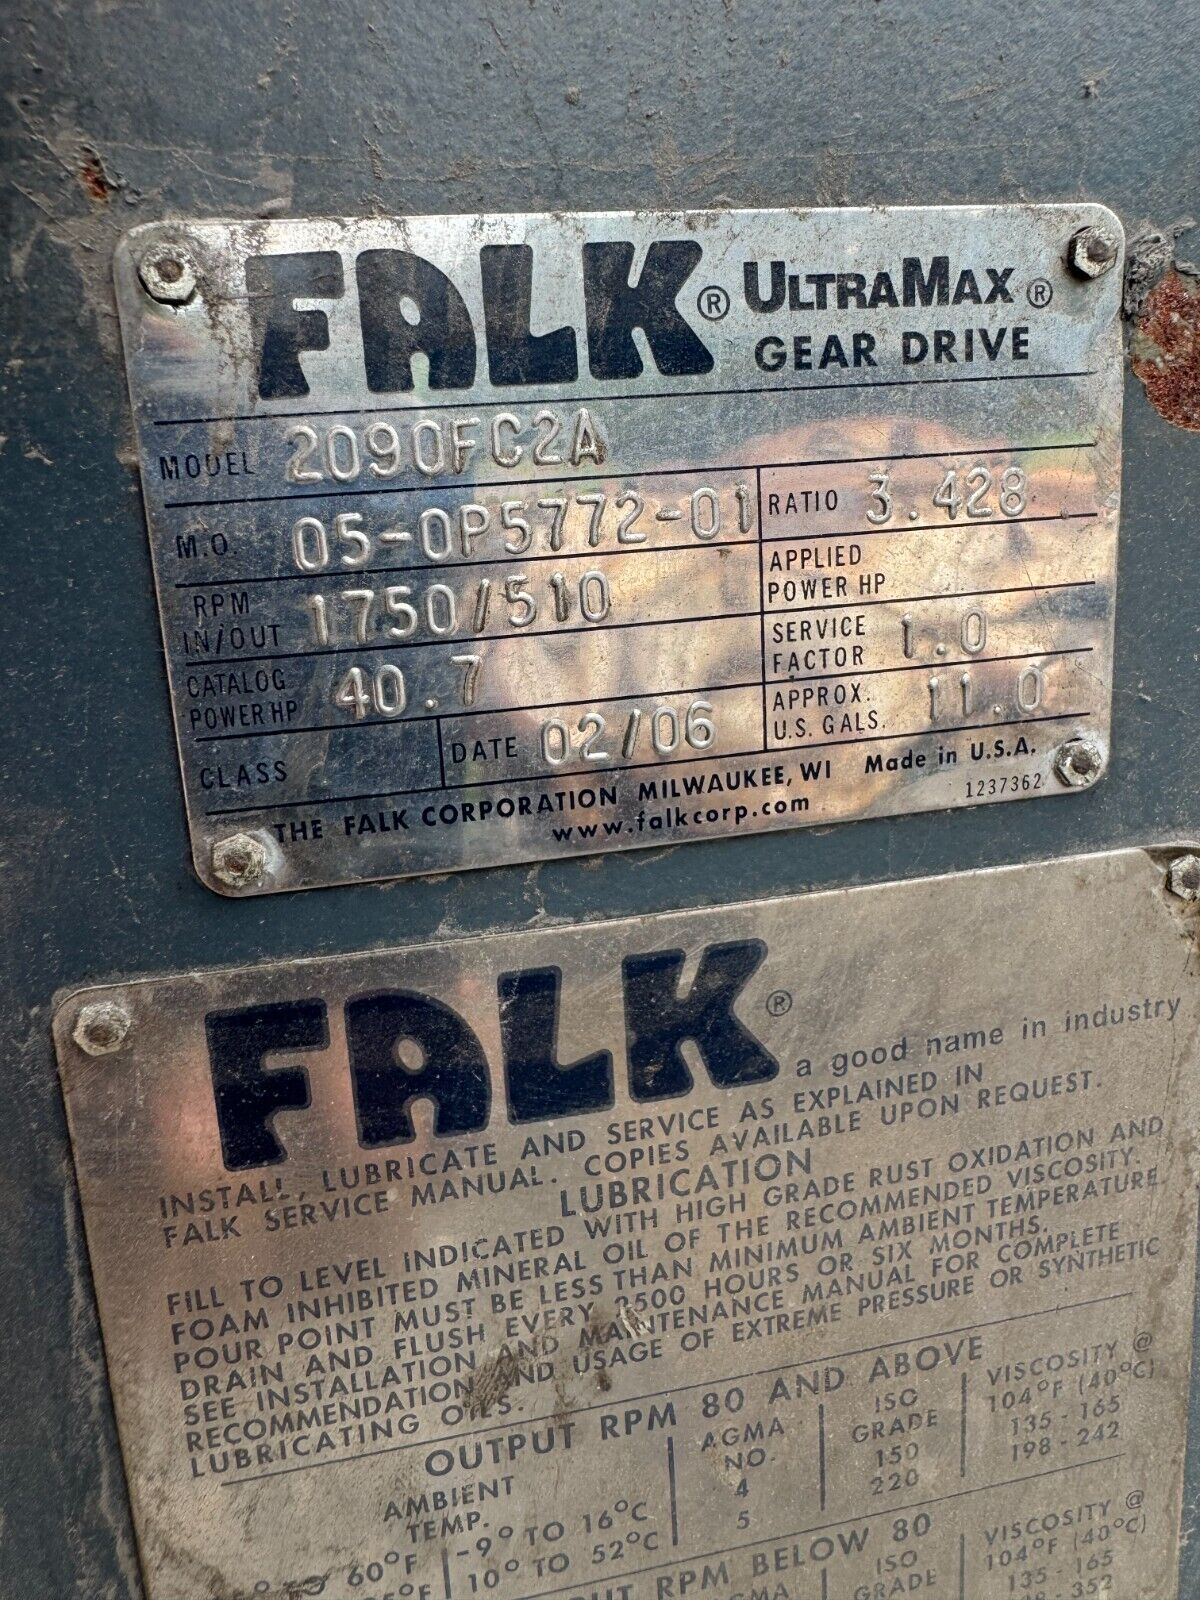 FALK® ULTRAMAX®
GEAR DRIVE
MODEL 2090FC2A
M.O. 05-0P5772-01 RATIO 3.428
RPM IN/OUT 1750/510 APPLIED POWER HP
CATALOG POWER HP 40.7 SERVICE FACTOR 1.0
CLASS DATE 02/06 APPROX. U.S. GALS. 11.0
THE FALK CORPORATION MILWAUKEE, WI Made in U.S.A.
www.falkcorp.com 1237362
FALK® a good name in industry
INSTALL, LUBRICATE AND SERVICE AS EXPLAINED IN
FALK SERVICE MANUAL. COPIES AVAILABLE UPON REQUEST.
LUBRICATION
FILL TO LEVEL INDICATED WITH HIGH GRADE RUST OXIDATION AND
FOAM INHIBITED MINERAL OIL OF THE RECOMMENDED VISCOSITY.
POUR POINT MUST BE LESS THAN MINIMUM AMBIENT TEMPERATURE.
DRAIN AND FLUSH EVERY 2500 HOURS OR SIX MONTHS.
SEE INSTALLATION AND MAINTENANCE MANUAL FOR COMPLETE
RECOMMENDATION AND USAGE OF EXTREME PRESSURE OR SYNTHETIC
LUBRICATING OILS.
OUTPUT RPM 80 AND ABOVE
AMBIENT TEMP. AGMA NO. ISO GRADE VISCOSITY @ 104°F (40°C)
TO 60°F -9° TO 16°C 4 150 135 - 165
10° TO 52°C 5 220 198 - 242
RPM BELOW 80
AGMA ISO GRADE VISCOSITY @ 104°F (40°C)
135 - 165
352